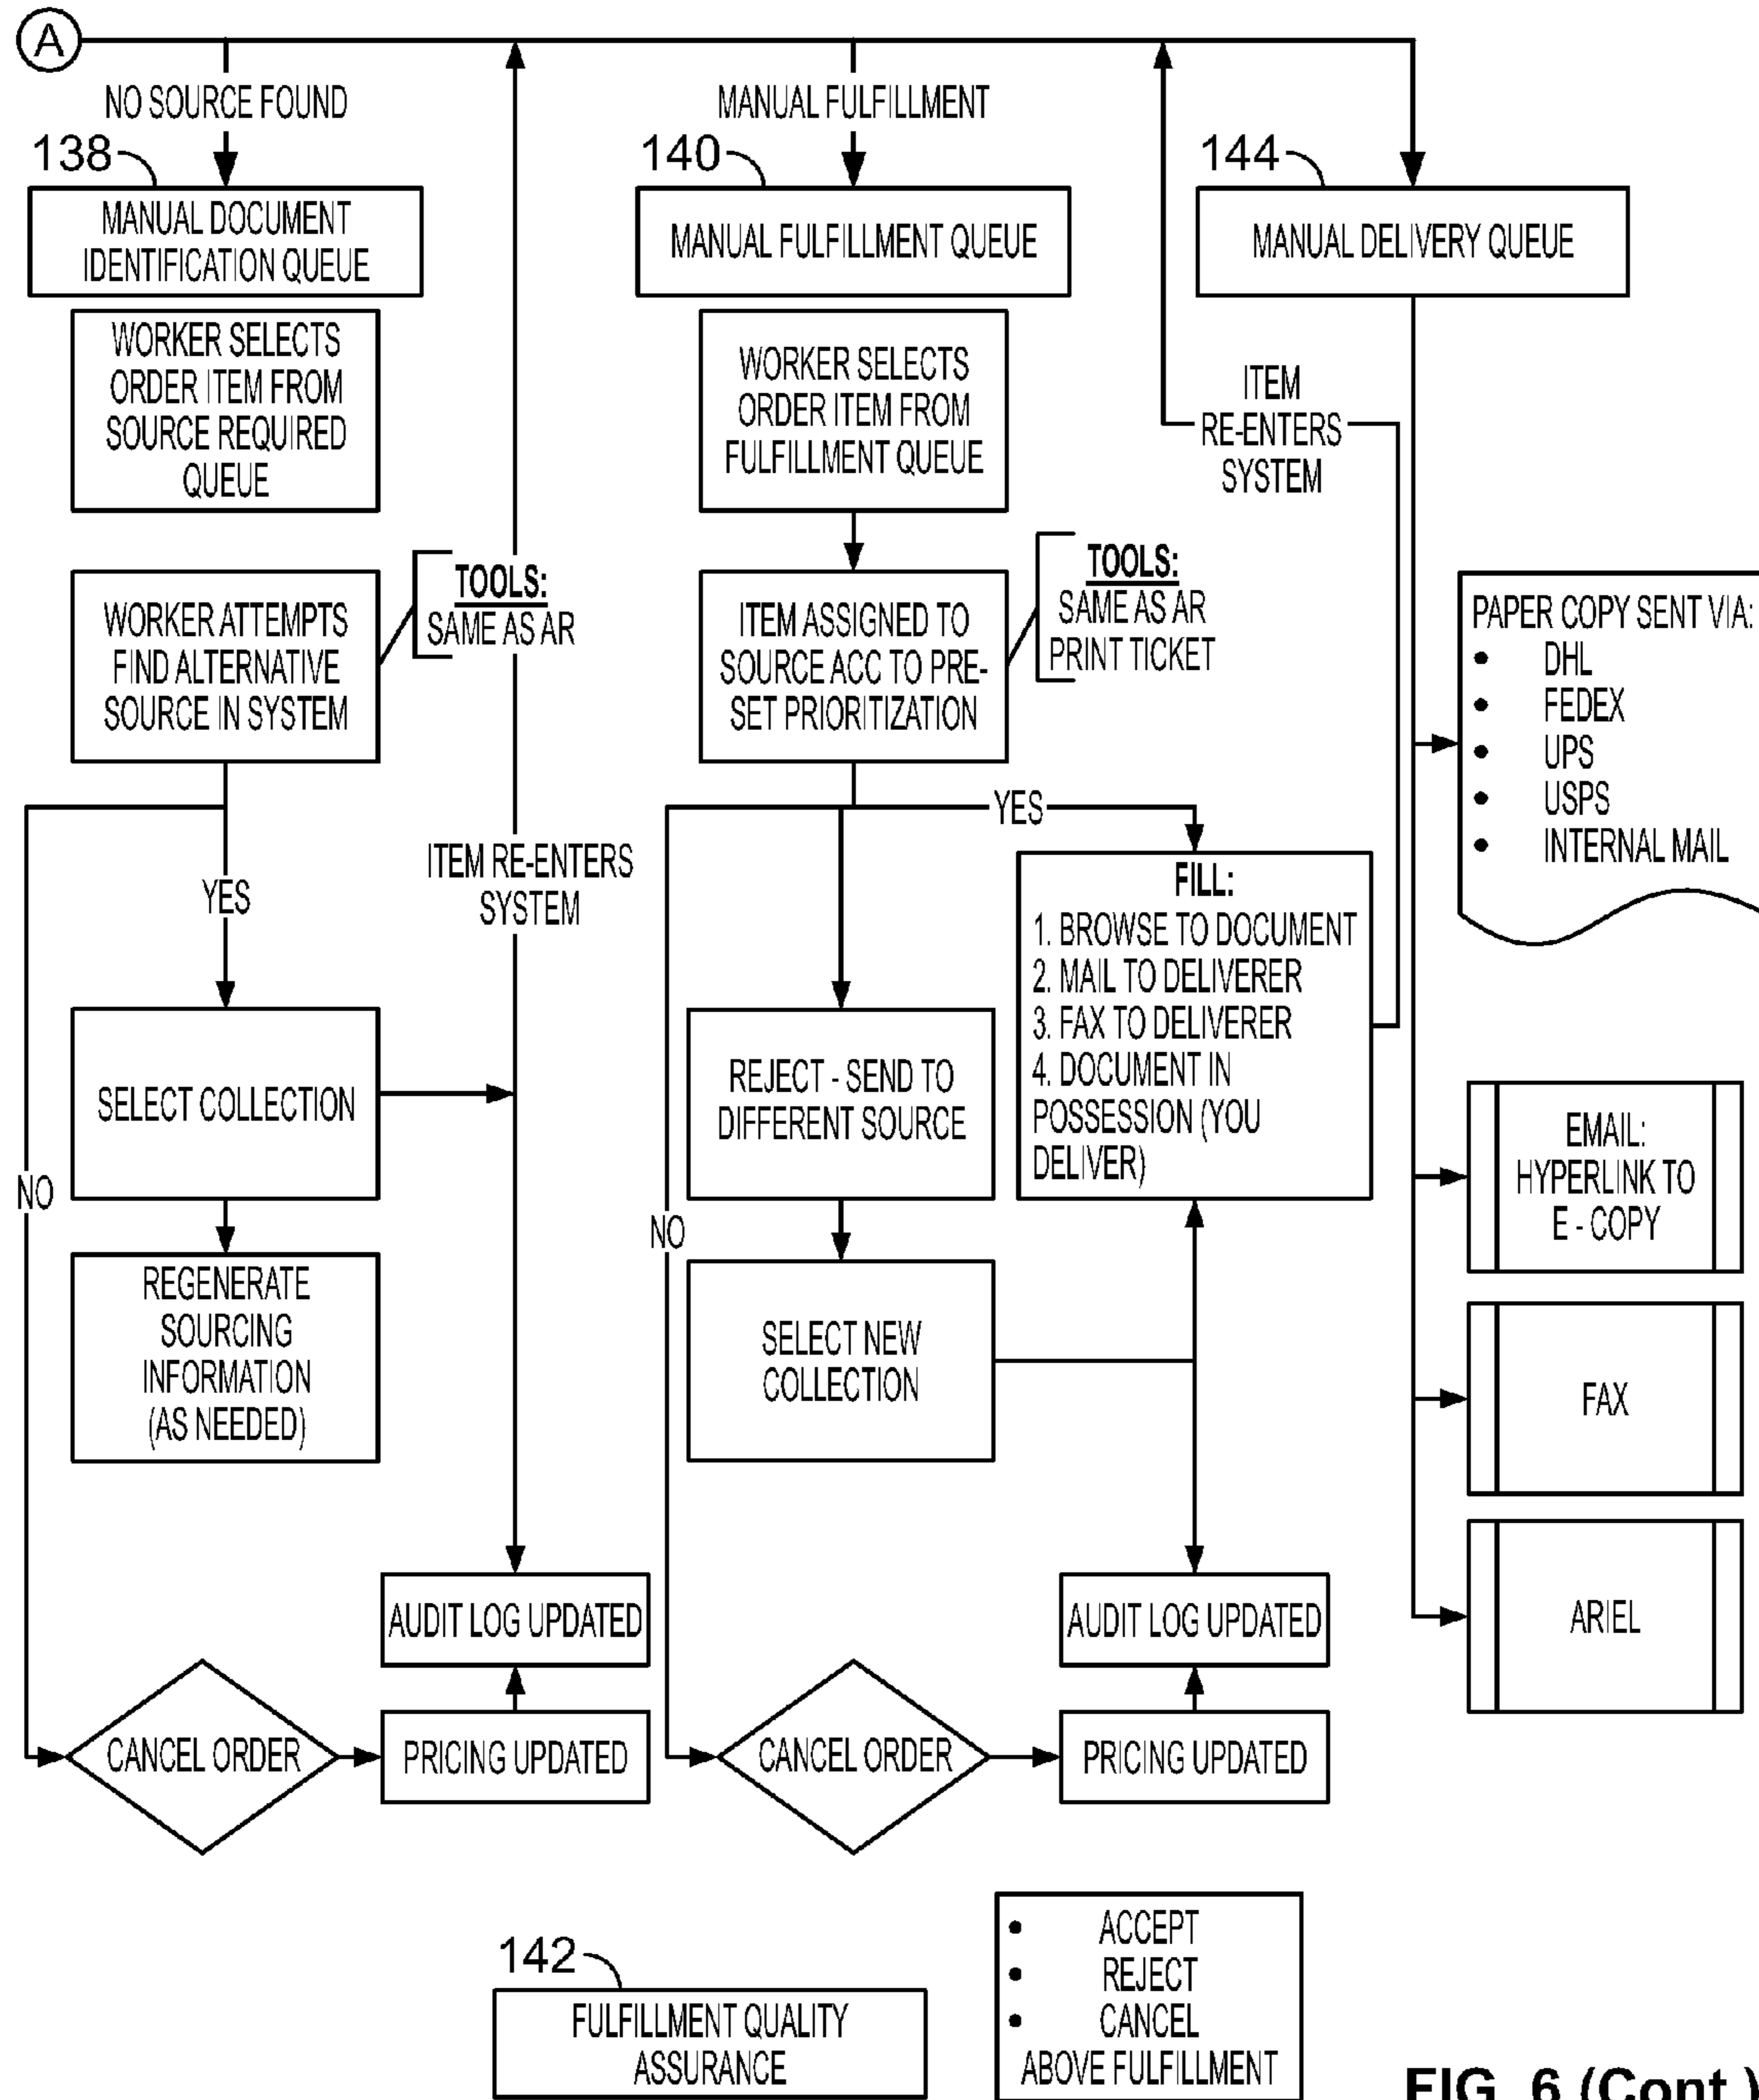 A
NO SOURCE FOUND
138
MANUAL DOCUMENT
IDENTIFICATION QUEUE
WORKER SELECTS
ORDER ITEM FROM
SOURCE REQUIRED
QUEUE
WORKER ATTEMPTS
FIND ALTERNATIVE
SOURCE IN SYSTEM
TOOLS:
SAME AS AR
YES
NO
SELECT COLLECTION
REGENERATE
SOURCING
INFORMATION
(AS NEEDED)
ITEM RE-ENTERS
SYSTEM
AUDIT LOG UPDATED
CANCEL ORDER
PRICING UPDATED
MANUAL FULFILLMENT
140
MANUAL FULFILLMENT QUEUE
WORKER SELECTS
ORDER ITEM FROM
FULFILLMENT QUEUE
ITEM ASSIGNED TO
SOURCE ACC TO PRE-
SET PRIORITIZATION
TOOLS:
SAME AS AR
PRINT TICKET
YES
NO
REJECT - SEND TO
DIFFERENT SOURCE
SELECT NEW
COLLECTION
FILL:
1. BROWSE TO DOCUMENT
2. MAIL TO DELIVERER
3. FAX TO DELIVERER
4. DOCUMENT IN
POSSESSION (YOU
DELIVER)
AUDIT LOG UPDATED
CANCEL ORDER
PRICING UPDATED
144
MANUAL DELIVERY QUEUE
ITEM
RE-ENTERS
SYSTEM
PAPER COPY SENT VIA:
• DHL
• FEDEX
• UPS
• USPS
• INTERNAL MAIL
EMAIL:
HYPERLINK TO
E - COPY
FAX
ARIEL
142
FULFILLMENT QUALITY
ASSURANCE
• ACCEPT
• REJECT
• CANCEL
ABOVE FULFILLMENT
FIG. 6 (Cont.)